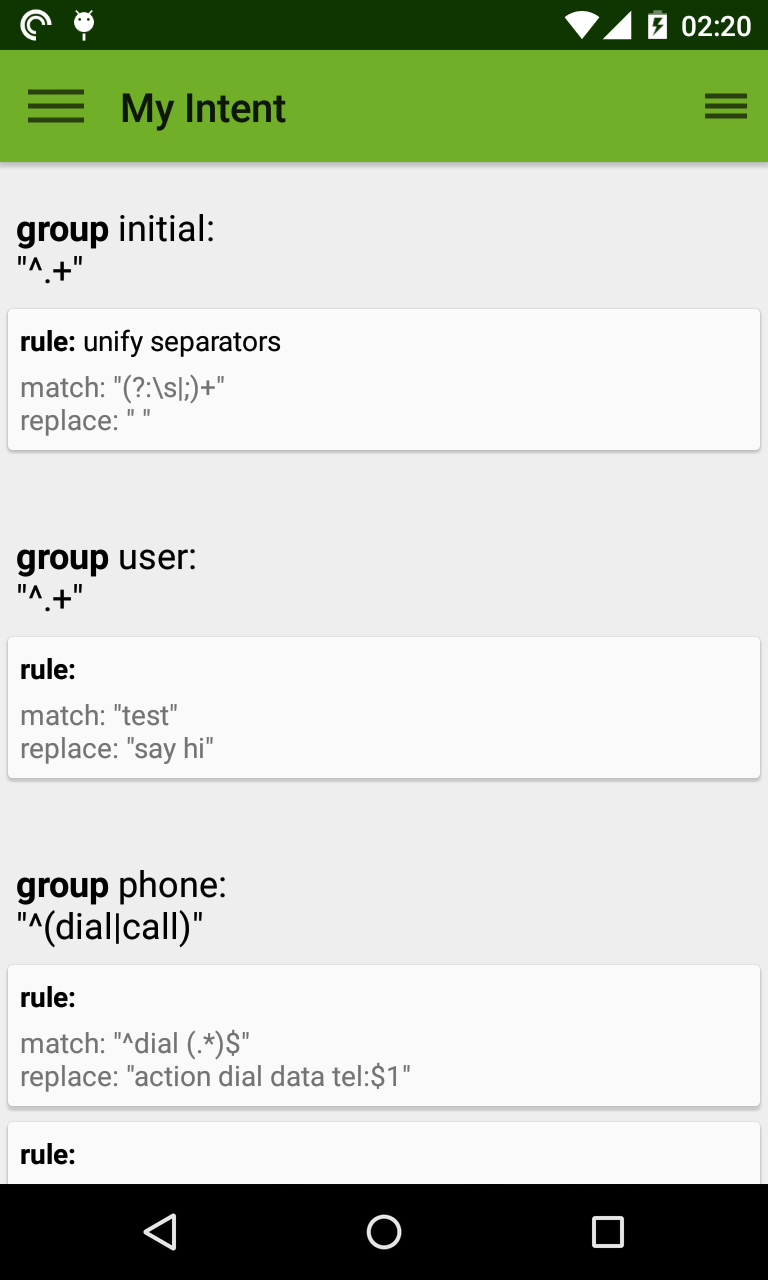 02:20
My Intent
group initial:
"^.+"
rule: unify separators
match: "(?:\s|;)+"
replace: " "
group user:
"^.+"
rule:
match: "test"
replace: "say hi"
group phone:
"^(dial|call)"
rule:
match: "^dial (.*)$"
replace: "action dial data tel:$1"
rule: